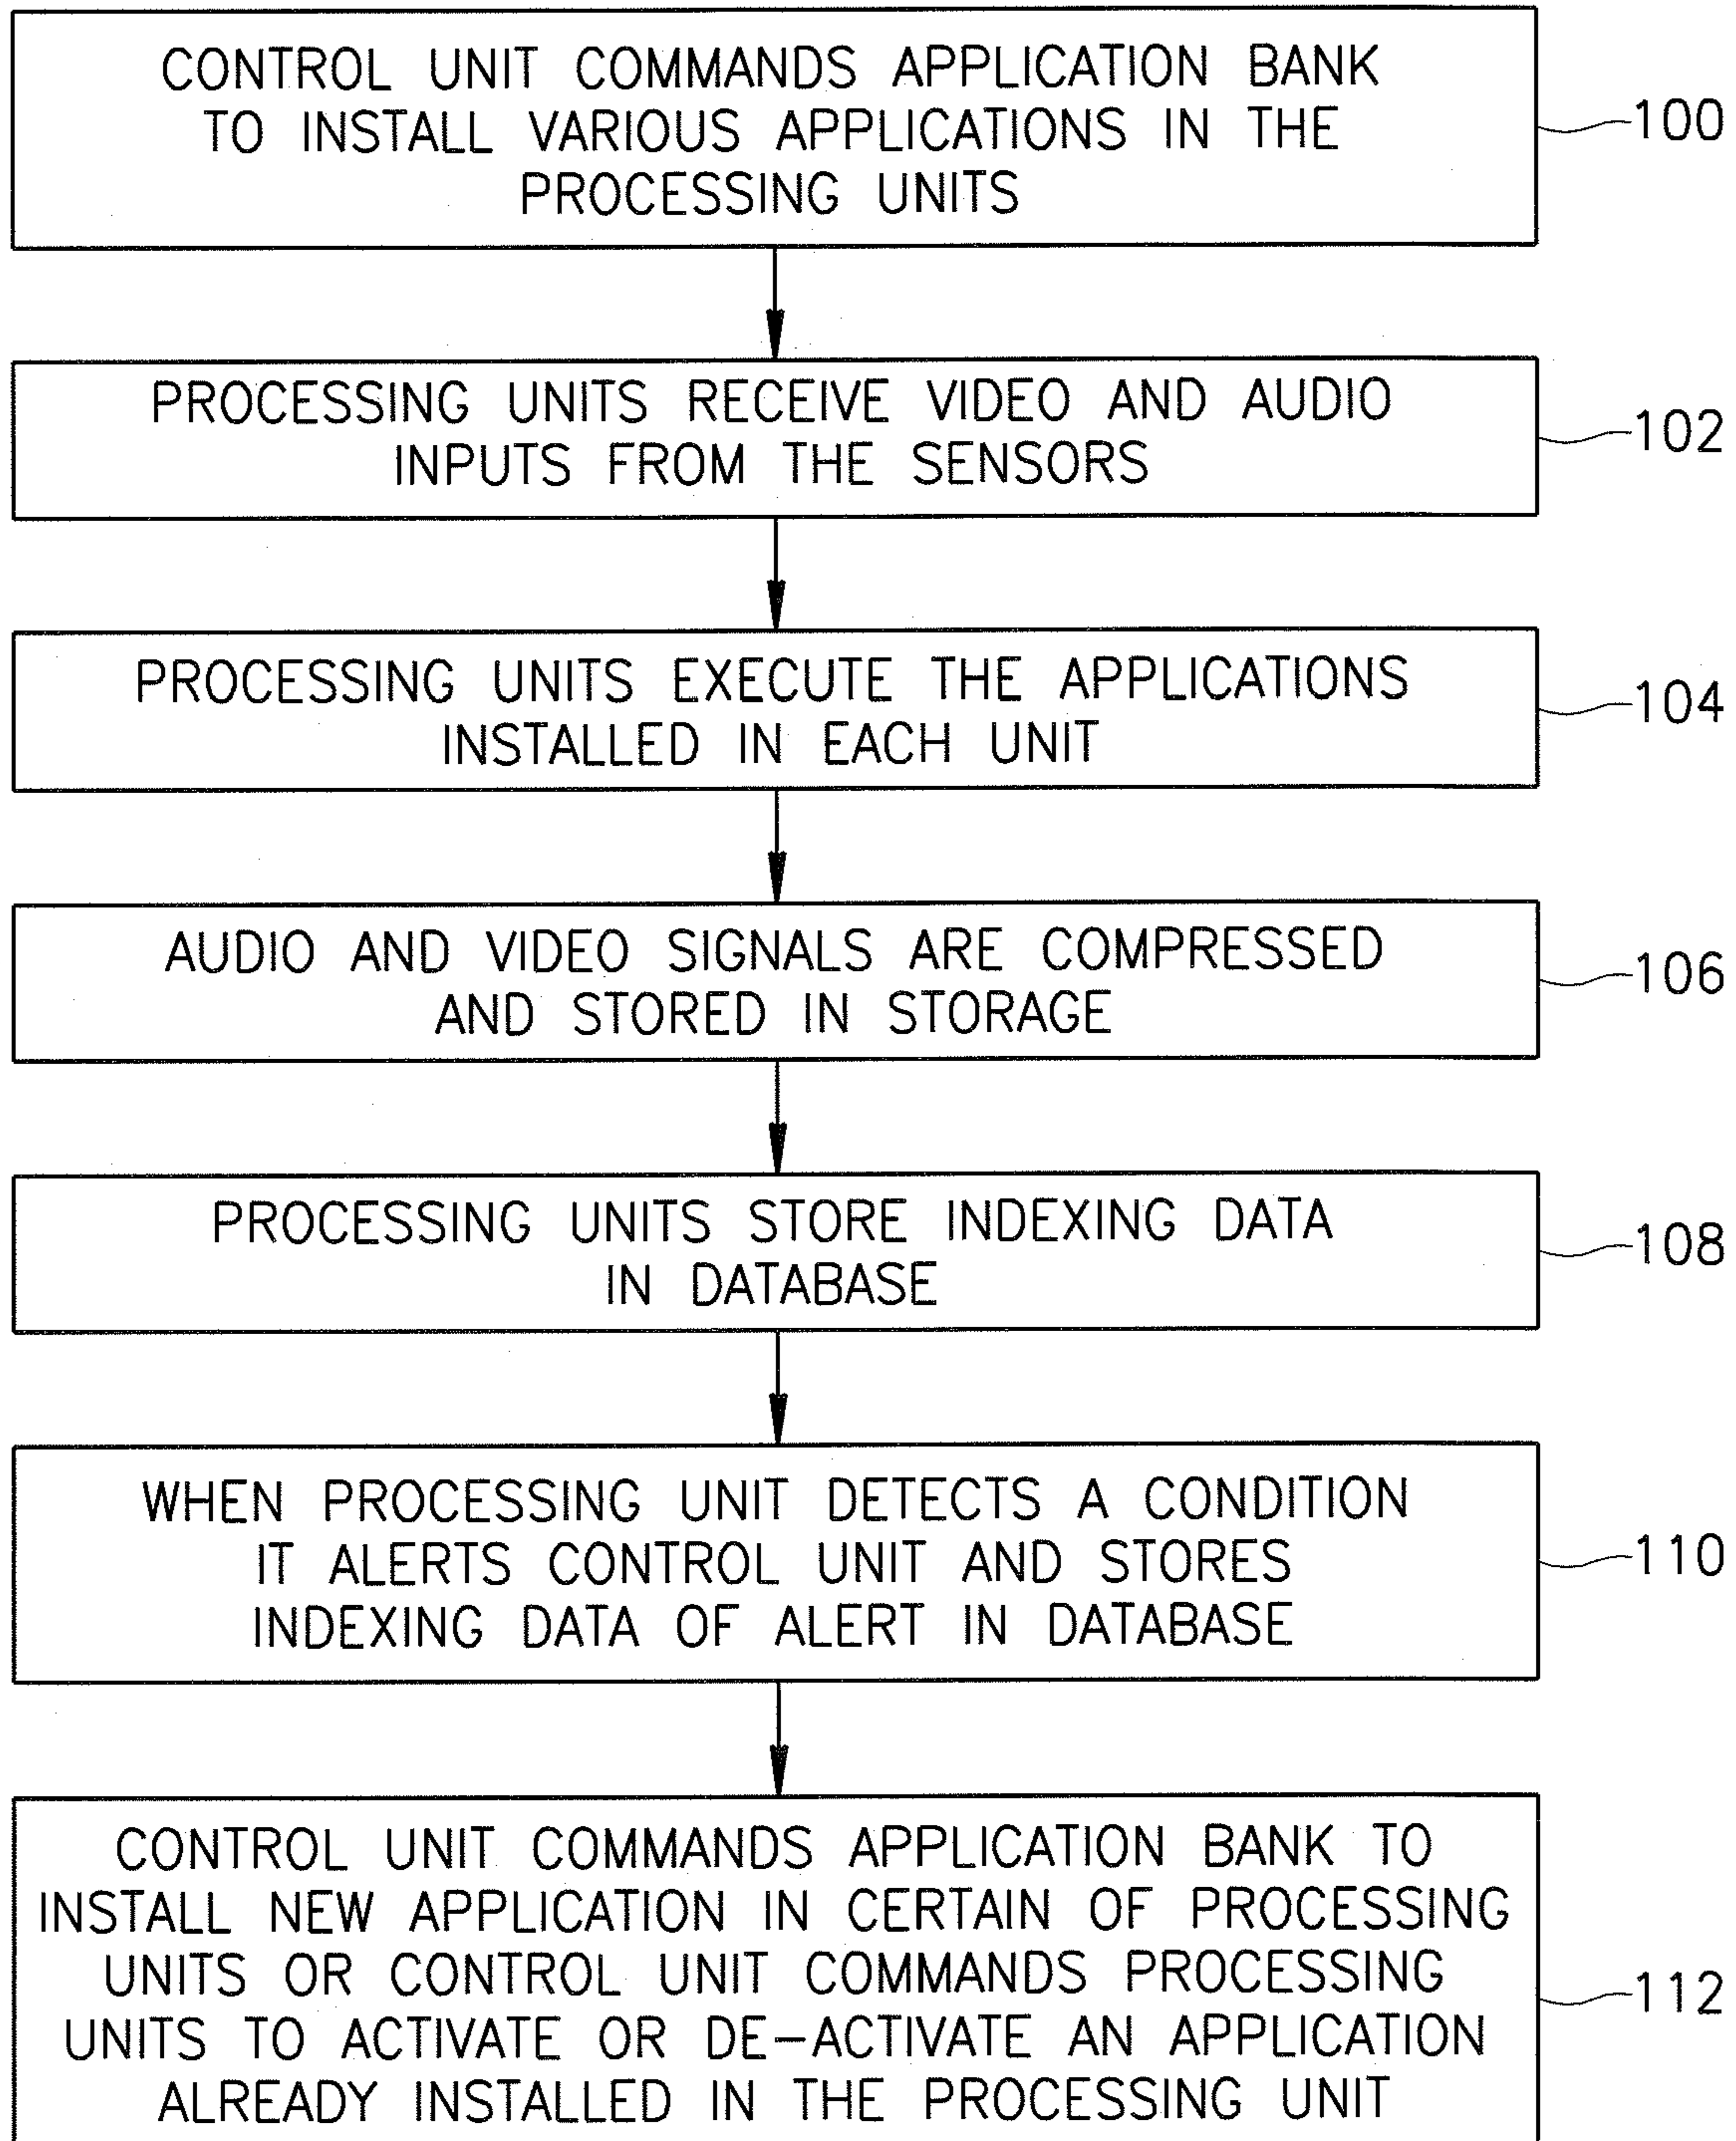 CONTROL UNIT COMMANDS APPLICATION BANK
TO INSTALL VARIOUS APPLICATIONS IN THE
PROCESSING UNITS
100
PROCESSING UNITS RECEIVE VIDEO AND AUDIO
INPUTS FROM THE SENSORS
102
PROCESSING UNITS EXECUTE THE APPLICATIONS
INSTALLED IN EACH UNIT
104
AUDIO AND VIDEO SIGNALS ARE COMPRESSED
AND STORED IN STORAGE
106
PROCESSING UNITS STORE INDEXING DATA
IN DATABASE
108
WHEN PROCESSING UNIT DETECTS A CONDITION
IT ALERTS CONTROL UNIT AND STORES
INDEXING DATA OF ALERT IN DATABASE
110
CONTROL UNIT COMMANDS APPLICATION BANK TO
INSTALL NEW APPLICATION IN CERTAIN OF PROCESSING
UNITS OR CONTROL UNIT COMMANDS PROCESSING
UNITS TO ACTIVATE OR DE-ACTIVATE AN APPLICATION
ALREADY INSTALLED IN THE PROCESSING UNIT
112